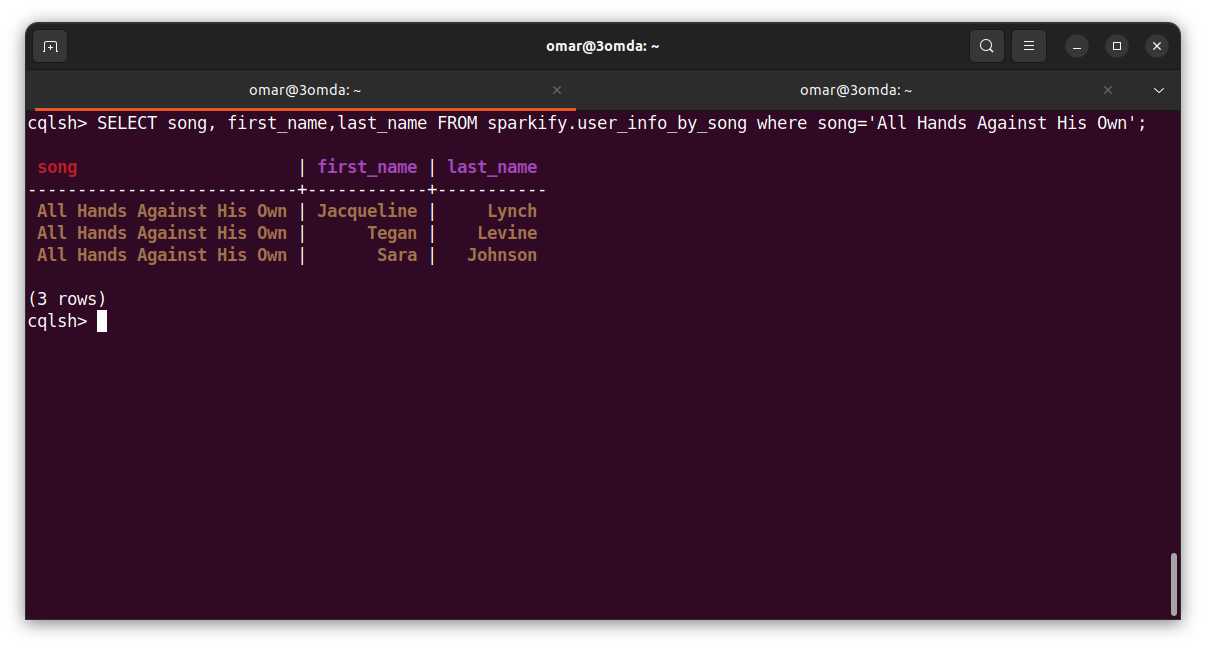 omar@3omda: ~
omar@3omda: ~ omar@3omda: ~
cqlsh> SELECT song, first_name,last_name FROM sparkify.user_info_by_song where song='All Hands Against His Own';
song | first_name | last_name
---------------------------+------------+-----------
All Hands Against His Own | Jacqueline | Lynch
All Hands Against His Own | Tegan | Levine
All Hands Against His Own | Sara | Johnson
(3 rows)
cqlsh>